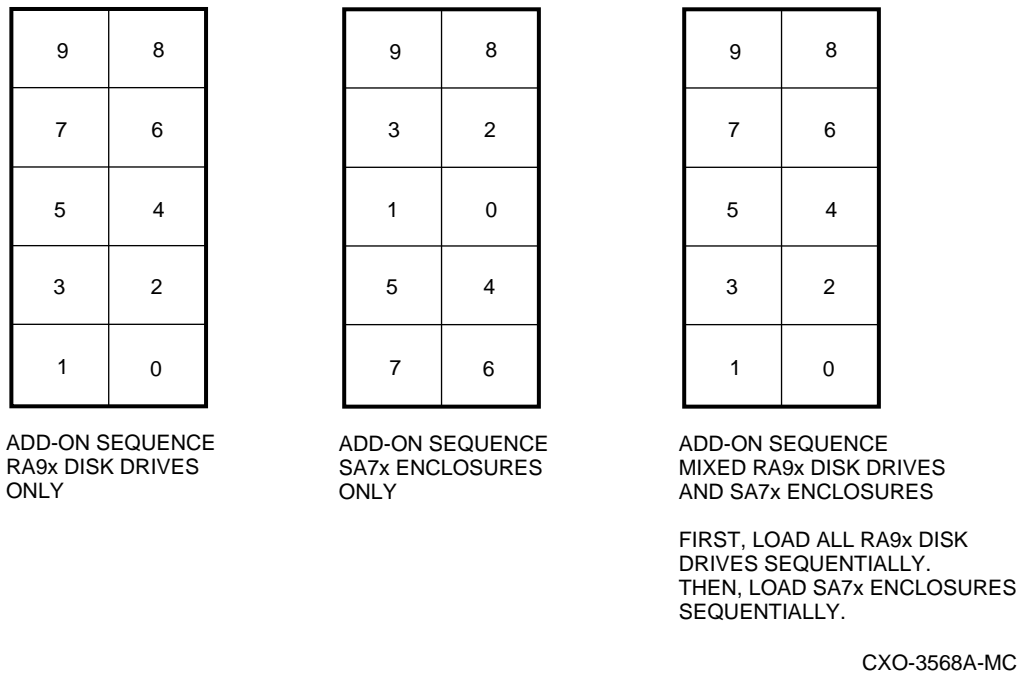 9 8
7 6
5 4
3 2
1 0
ADD-ON SEQUENCE
RA9x DISK DRIVES
ONLY
9 8
3 2
1 0
5 4
7 6
ADD-ON SEQUENCE
SA7x ENCLOSURES
ONLY
9 8
7 6
5 4
3 2
1 0
ADD-ON SEQUENCE
MIXED RA9x DISK DRIVES
AND SA7x ENCLOSURES
FIRST, LOAD ALL RA9x DISK
DRIVES SEQUENTIALLY.
THEN, LOAD SA7x ENCLOSURES
SEQUENTIALLY.
CXO-3568A-MC